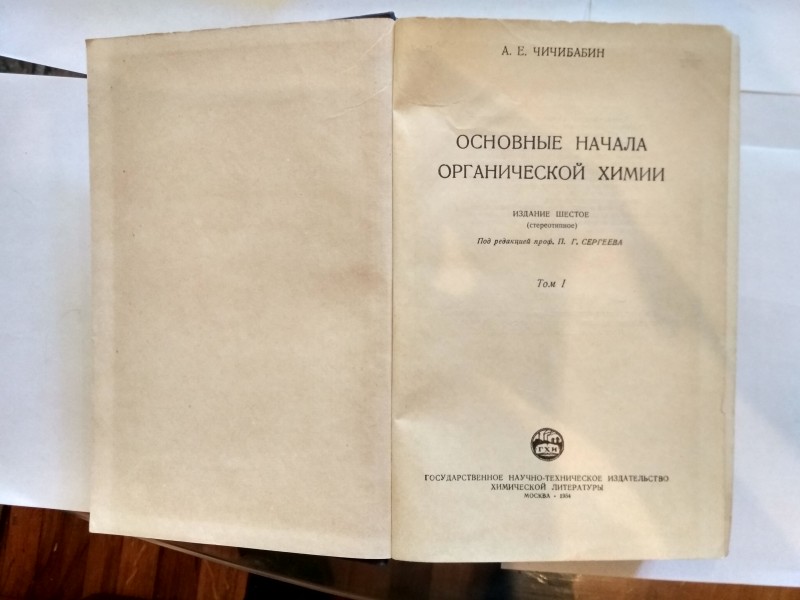 А. Е. ЧИЧИБАБИН
ОСНОВНЫЕ НАЧАЛА
ОРГАНИЧЕСКОЙ ХИМИИ
ИЗДАНИЕ ШЕСТОЕ
(стереотипное)
Под редакцией проф. П. Г. СЕРГЕЕВА
Том I
ГХИ
ГОСУДАРСТВЕННОЕ НАУЧНО-ТЕХНИЧЕСКОЕ ИЗДАТЕЛЬСТВО
ХИМИЧЕСКОЙ ЛИТЕРАТУРЫ
МОСКВА • 1954